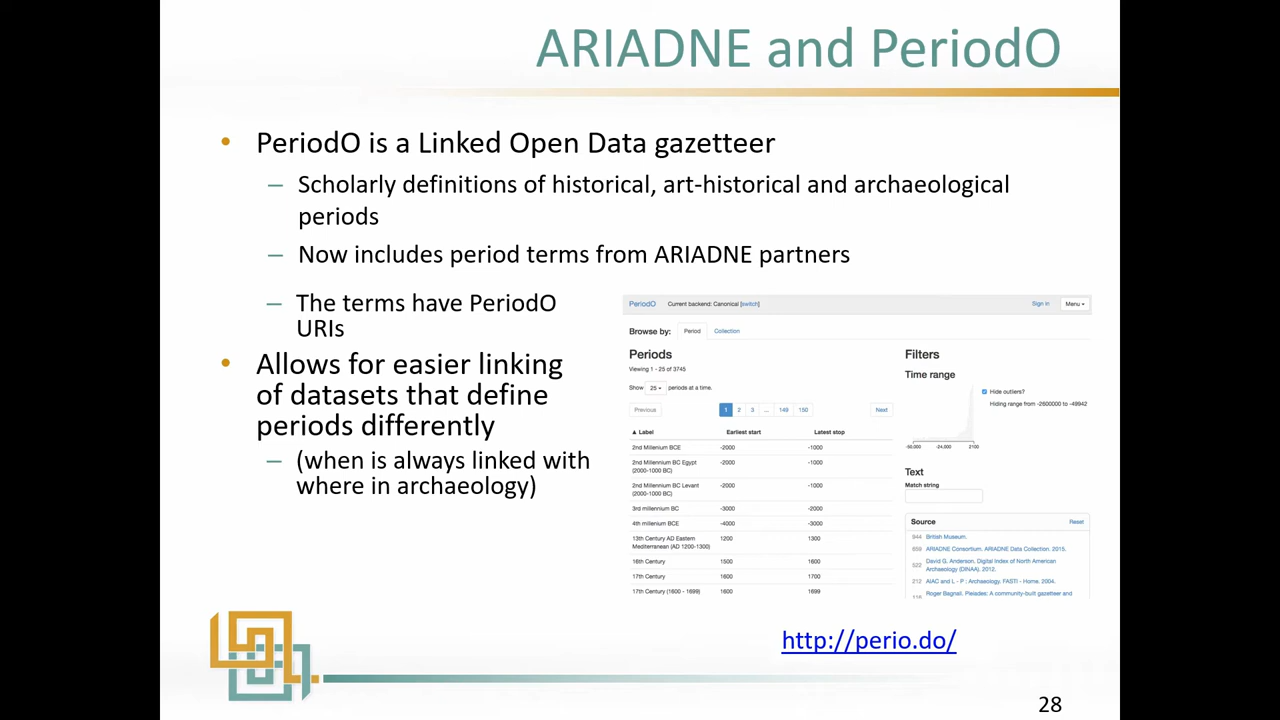 ARIADNE and PeriodO
• PeriodO is a Linked Open Data gazetteer
– Scholarly definitions of historical, art-historical and archaeological
periods
– Now includes period terms from ARIADNE partners
– The terms have PeriodO
URIs
• Allows for easier linking
of datasets that define
periods differently
– (when is always linked with
where in archaeology)
PeriodO Current backend: Canonical [switch] Sign in Menu
Browse by: Period Collection
Periods
Viewing 1 - 25 of 3745
Show 25 periods at a time.
Previous 1 2 3 ... 149 150 Next
▲ Label Earliest start Latest stop
2nd Millenium BCE -2000 -1000
2nd Millennium BC Egypt -2000 -1000
(2000-1000 BC)
2nd Millennium BC Levant -2000 -1000
(2000-1000 BC)
3rd millennium BC -3000 -2000
4th millenium BCE -4000 -3000
13th Century AD Eastern 1200 1300
Mediterranean (AD 1200-1300)
16th Century 1500 1600
17th Century 1600 1700
17th Century (1600 - 1699) 1600 1699
Filters
Time range
Hide outliers?
Hiding range from -2600000 to -49942
-50,000 -24,000 2100
Text
Match string
Source Reset
944 British Museum.
659 ARIADNE Consortium. ARIADNE Data Collection. 2015.
522 David G. Anderson. Digital Index of North American
Archaeology (DINAA). 2012.
212 AIAC and L - P : Archaeology. FASTI - Home. 2004.
Roger Bagnall. Pleiades: A community-built gazetteer and
http://perio.do/
28